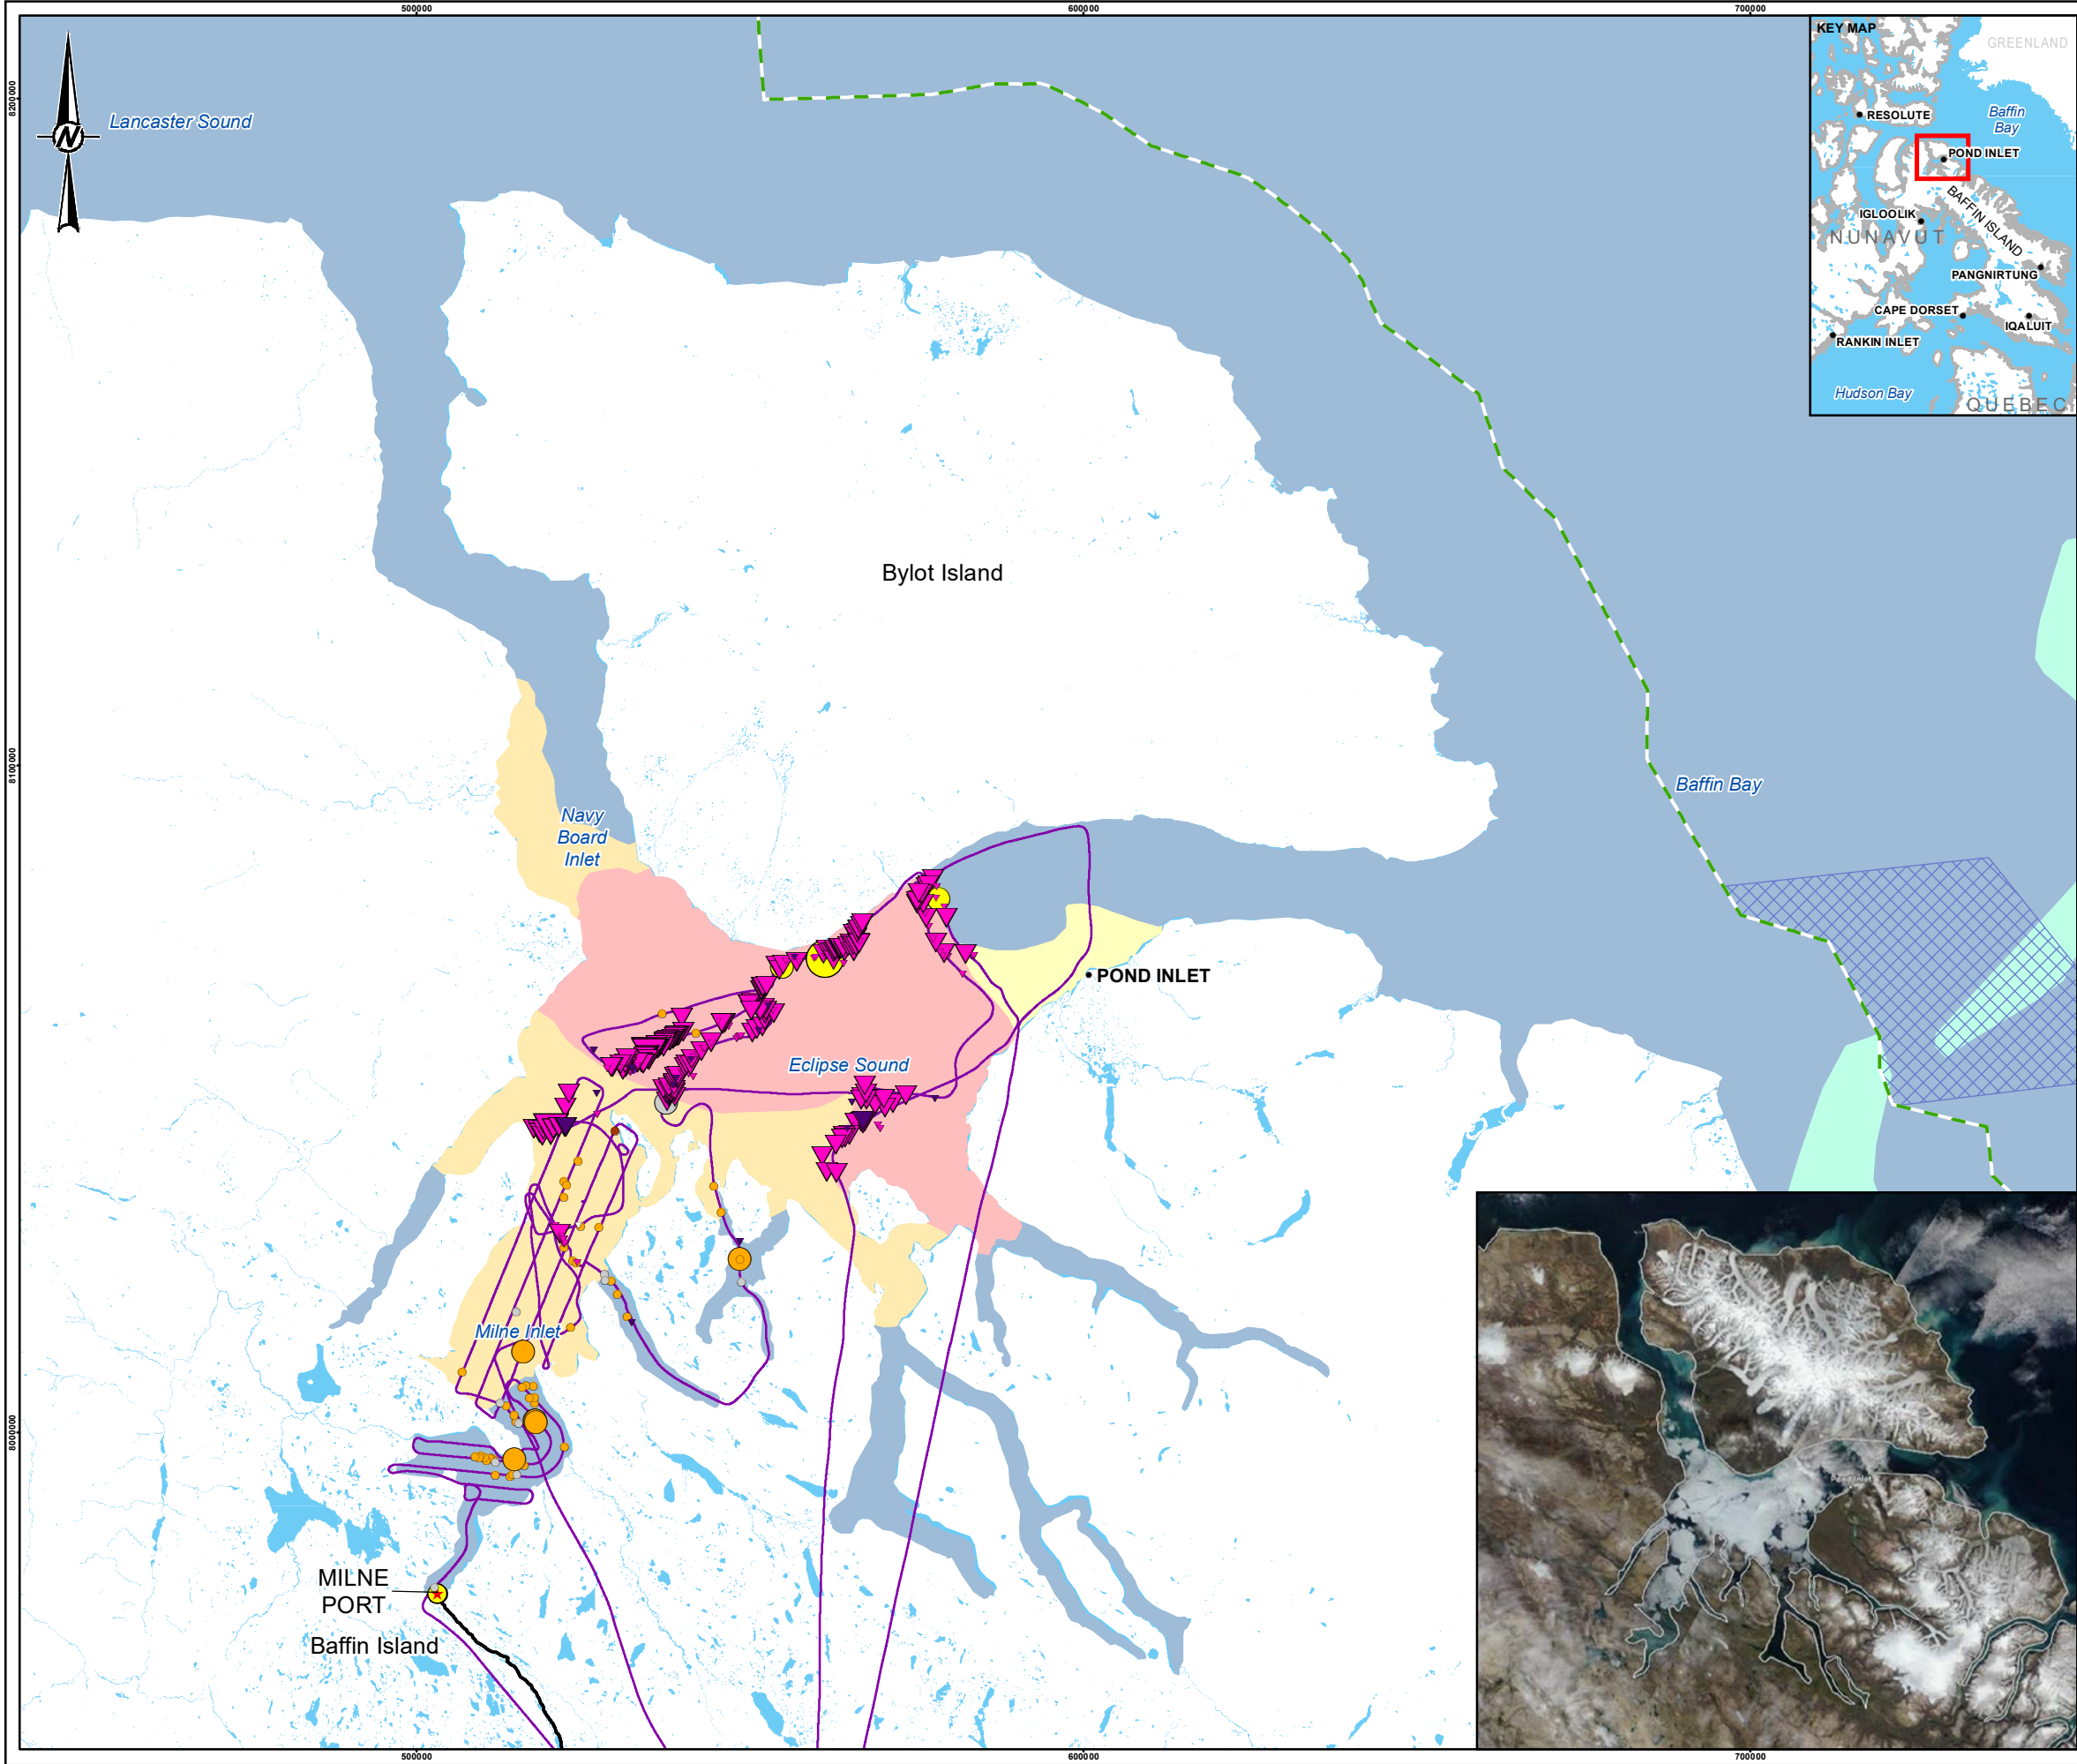 500000
600000
700000
8200000
8100000
8000000
N
Lancaster Sound
KEY MAP
GREENLAND
Baffin
Bay
RESOLUTE
POND INLET
BAFFIN ISLAND
IGLOOLIK
NUNAVUT
PANGNIRTUNG
CAPE DORSET
IQALUIT
RANKIN INLET
Hudson Bay
QUEBEC
Bylot Island
Baffin Bay
Navy
Board
Inlet
POND INLET
Eclipse Sound
Milne Inlet
Pond Inlet
MILNE
PORT
Baffin Island
500000
600000
700000